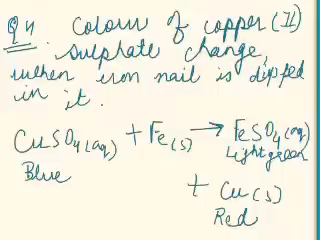 Q4 Colour of copper (II)
sulphate change,
when iron nail is dipped
in it.
CuSO4(aq) + Fe(s) → FeSO4(aq)
Blue Light green
+ Cu(s)
Red